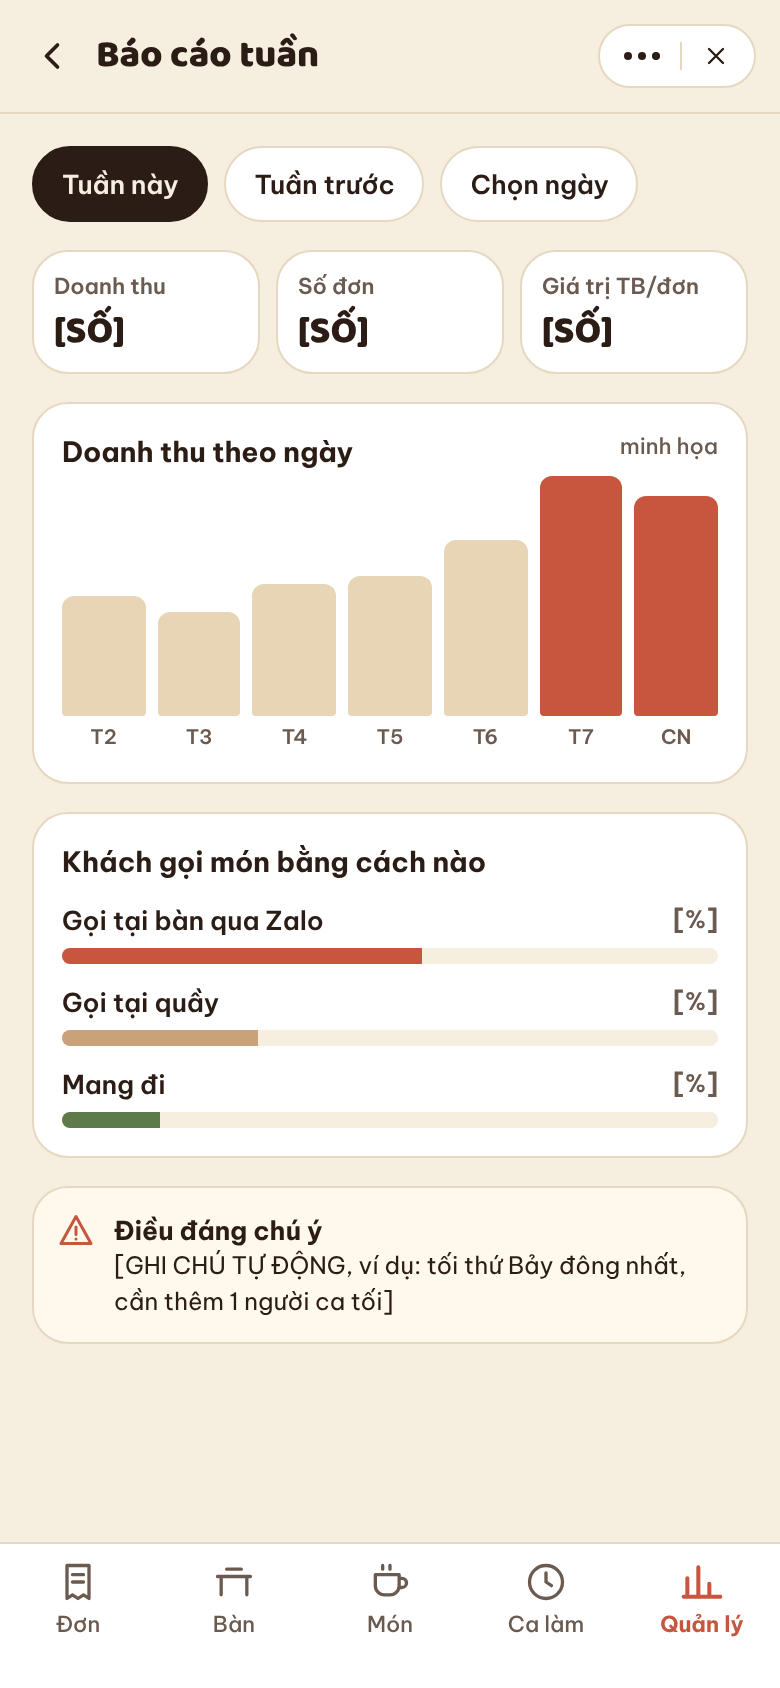 Báo cáo tuần
Tuần này
Tuần trước
Chọn ngày
Doanh thu
[SỐ]
Số đơn
[SỐ]
Giá trị TB/đơn
[SỐ]
Doanh thu theo ngày
minh họa
T2
T3
T4
T5
T6
T7
CN
Khách gọi món bằng cách nào
Gọi tại bàn qua Zalo
[%]
Gọi tại quầy
[%]
Mang đi
[%]
Điều đáng chú ý
[GHI CHÚ TỰ ĐỘNG, ví dụ: tối thứ Bảy đông nhất,
cần thêm 1 người ca tối]
Đơn
Bàn
Món
Ca làm
Quản lý